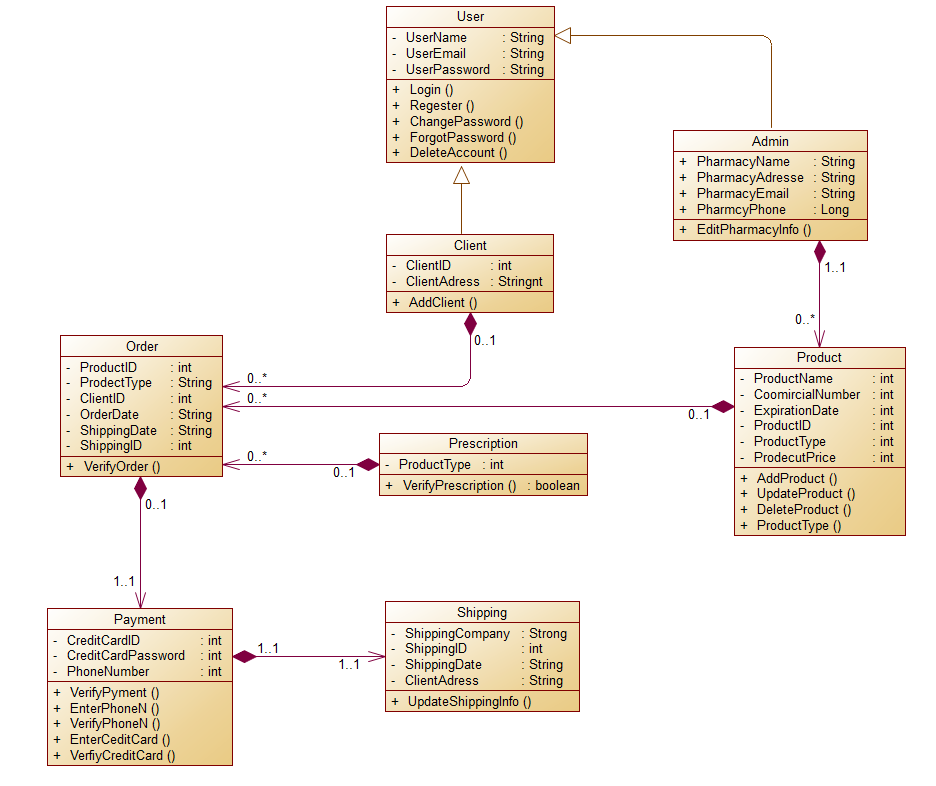 User
- UserName : String
- UserEmail : String
- UserPassword : String
+ Login ()
+ Regester ()
+ ChangePassword ()
+ ForgotPassword ()
+ DeleteAccount ()
Admin
+ PharmacyName : String
+ PharmacyAdresse : String
+ PharmacyEmail : String
+ PharmcyPhone : Long
+ EditPharmacyInfo ()
1..1
0..*
Client
- ClientID : int
- ClientAdress : Stringnt
+ AddClient ()
0..1
0..*
Order
- ProductID : int
- ProdectType : String
- ClientID : int
- OrderDate : String
- ShippingDate : String
- ShippingID : int
+ VerifyOrder ()
0..*
0..1
Product
- ProductName : int
- CoomircialNumber : int
- ExpirationDate : int
- ProductID : int
- ProductType : int
- ProdecutPrice : int
+ AddProduct ()
+ UpdateProduct ()
+ DeleteProduct ()
+ ProductType ()
0..*
0..1
Prescription
- ProductType : int
+ VerifyPrescription () : boolean
0..1
1..1
Payment
- CreditCardID : int
- CreditCardPassword : int
- PhoneNumber : int
+ VerifyPyment ()
+ EnterPhoneN ()
+ VerifyPhoneN ()
+ EnterCeditCard ()
+ VerfiyCreditCard ()
1..1
1..1
Shipping
- ShippingCompany : Strong
- ShippingID : int
- ShippingDate : String
- ClientAdress : String
+ UpdateShippingInfo ()